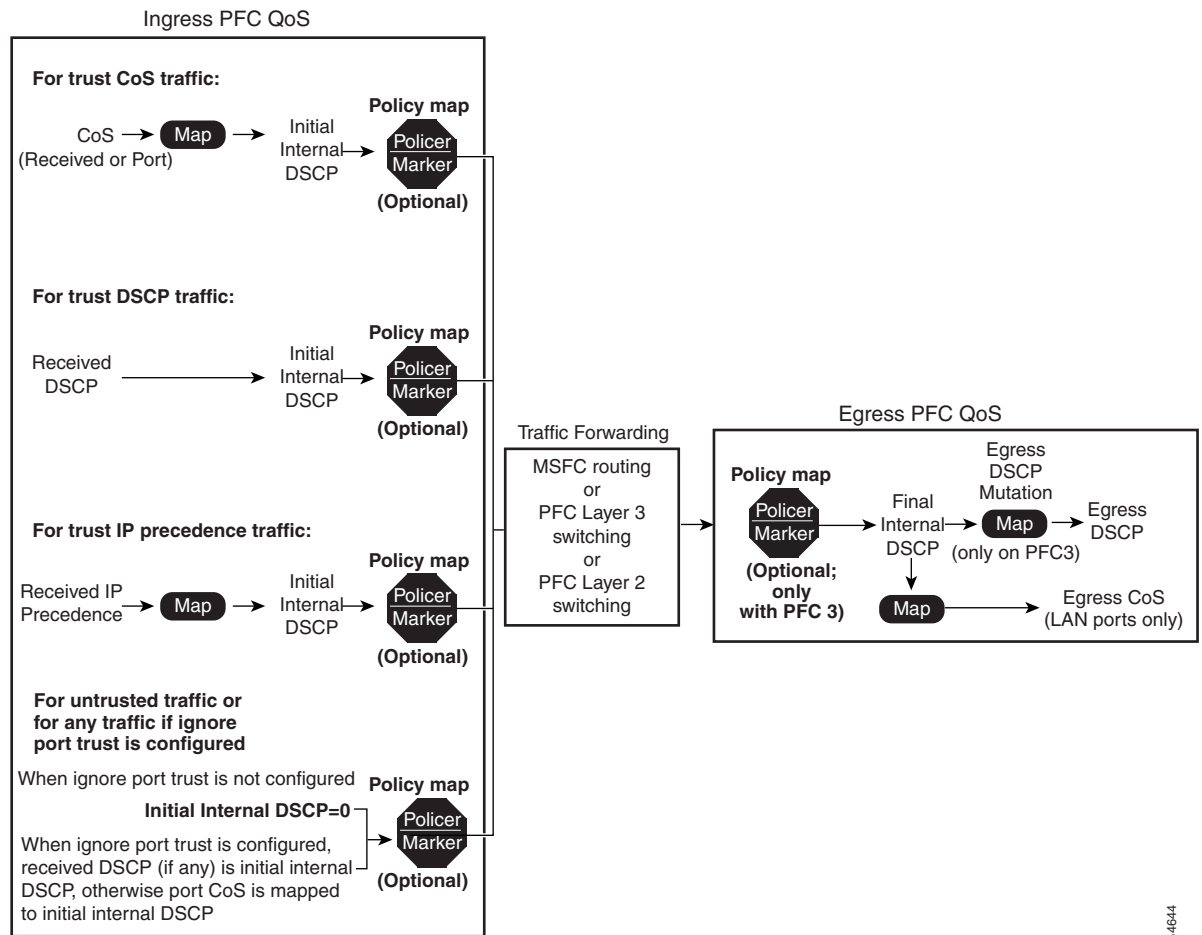 Ingress PFC QoS
For trust CoS traffic:
CoS
(Received or Port)
Map
Initial
Internal
DSCP
Policy map
Policer
Marker
(Optional)
For trust DSCP traffic:
Received
DSCP
Initial
Internal
DSCP
Policy map
Policer
Marker
(Optional)
For trust IP precedence traffic:
Received IP
Precedence
Map
Initial
Internal
DSCP
Policy map
Policer
Marker
(Optional)
For untrusted traffic or
for any traffic if ignore
port trust is configured
When ignore port trust is not configured
Initial Internal DSCP=0
When ignore port trust is configured,
received DSCP (if any) is initial internal
DSCP, otherwise port CoS is mapped
to initial internal DSCP
Policy map
Policer
Marker
(Optional)
Traffic Forwarding
MSFC routing
or
PFC Layer 3
switching
or
PFC Layer 2
switching
Egress PFC QoS
Policy map
Policer
Marker
(Optional;
only
with PFC 3)
Final
Internal
DSCP
Egress
DSCP
Mutation
Map
(only on PFC3)
Egress
DSCP
Map
Egress CoS
(LAN ports only)